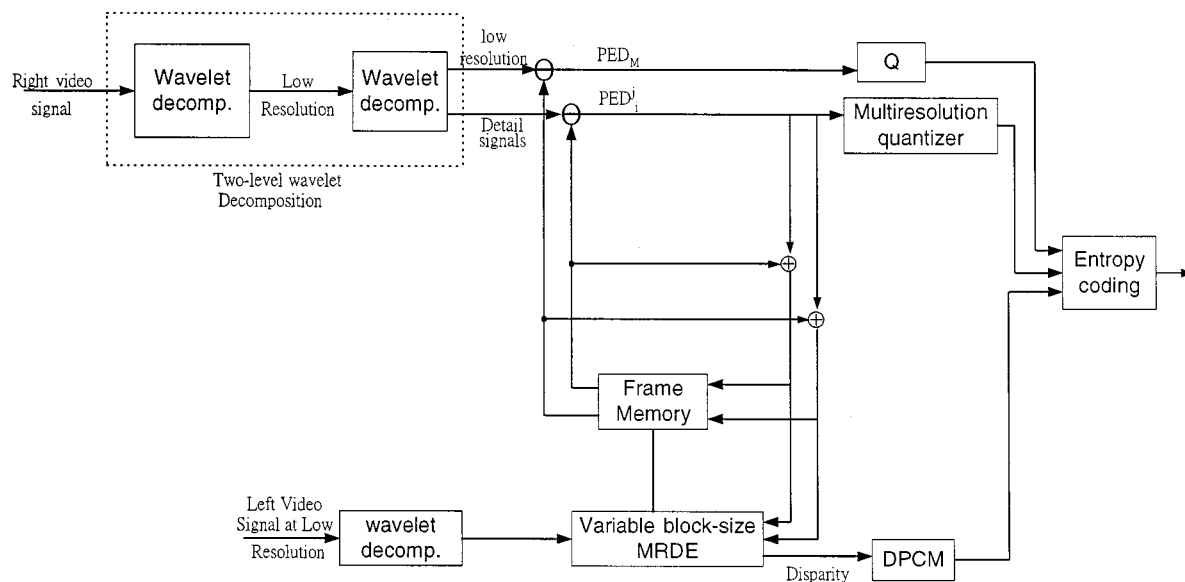 Right video
signal
Wavelet
decomp.
Low
Resolution
Wavelet
decomp.
low
resolution
Detail
signals
Two-level wavelet
Decomposition
PED_M
PED_i^j
Q
Multiresolution
quantizer
Entropy
coding
Frame
Memory
Left Video
Signal at Low
Resolution
wavelet
decomp.
Variable block-size
MRDE
Disparity
DPCM